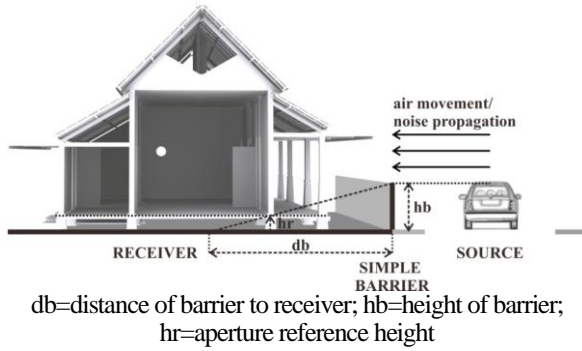 air movement/
noise propagation
hb
hr
RECEIVER
db
SOURCE
SIMPLE
BARRIER
db=distance of barrier to receiver; hb=height of barrier;
hr=aperture reference height